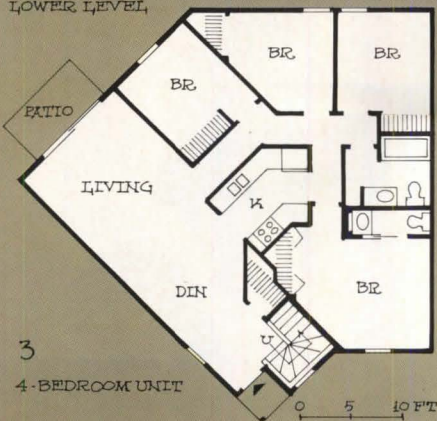 LOWER LEVEL
BR
BR
BR
PATIO
LIVING
K
DIN
BR
U
3
4-BEDROOM UNIT
0 5 10 FT